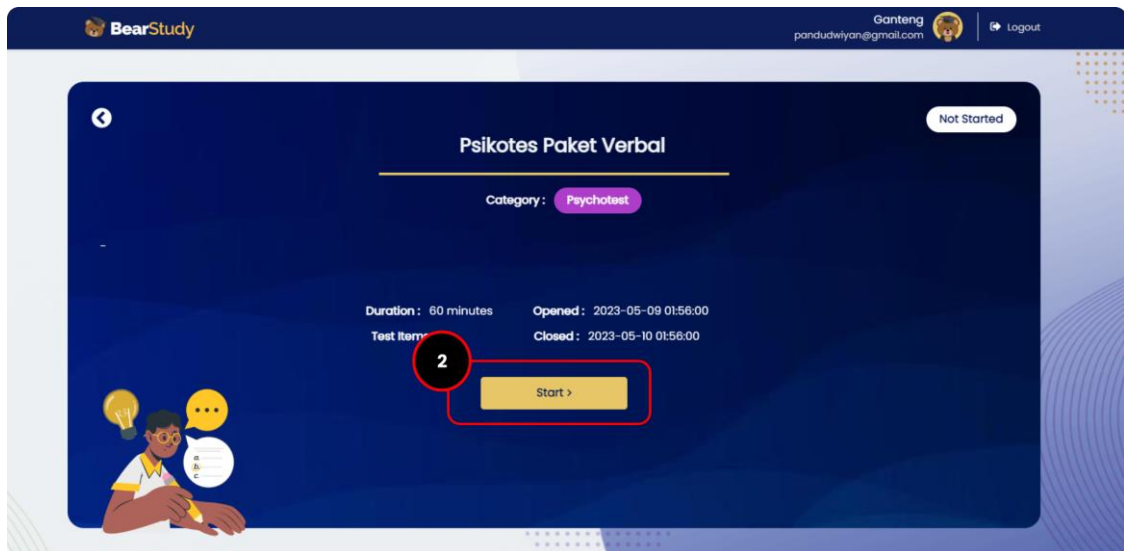 BearStudy
Ganteng
pandudwiyan@gmail.com
Logout
Not Started
Psikotes Paket Verbal
Category : Psychotest
-
Duration : 60 minutes Opened : 2023-05-09 01:56:00
Test Items Closed : 2023-05-10 01:56:00
2
Start >
a.
b.
c.